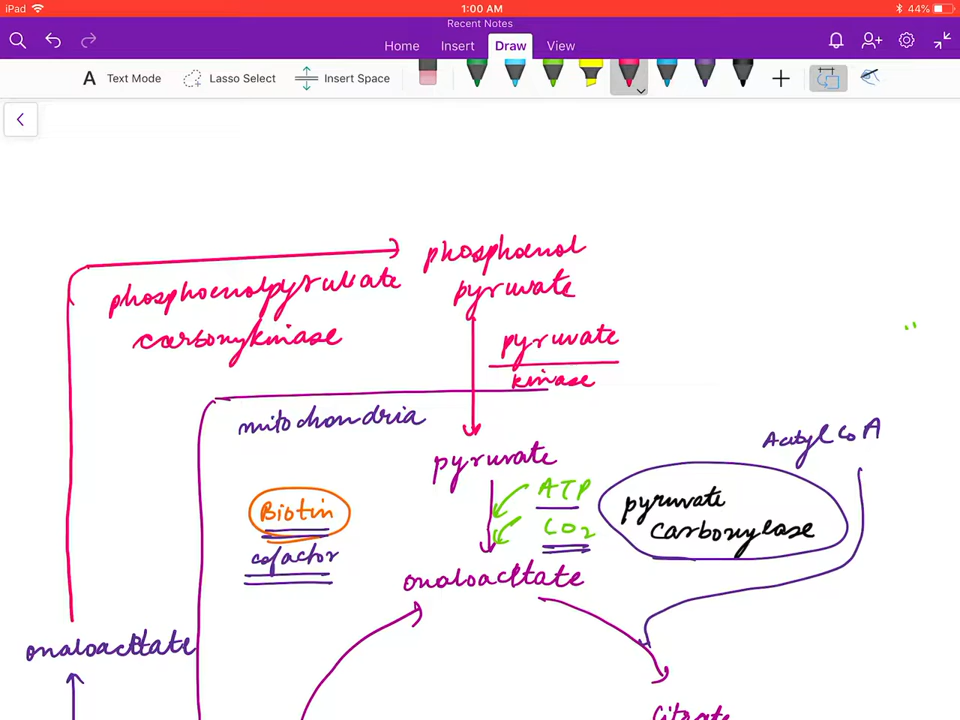 iPad
1:00 AM
44%
Recent Notes
Home Insert Draw View
A Text Mode Lasso Select Insert Space
phosphoenol
pyruvate
phosphoenolpyruvate
carboxykinase
pyruvate
kinase
mitochondria
Acetyl CoA
pyruvate
ATP
CO2
pyruvate
carboxylase
Biotin
cofactor
oxaloacetate
oxaloacetate
citrate